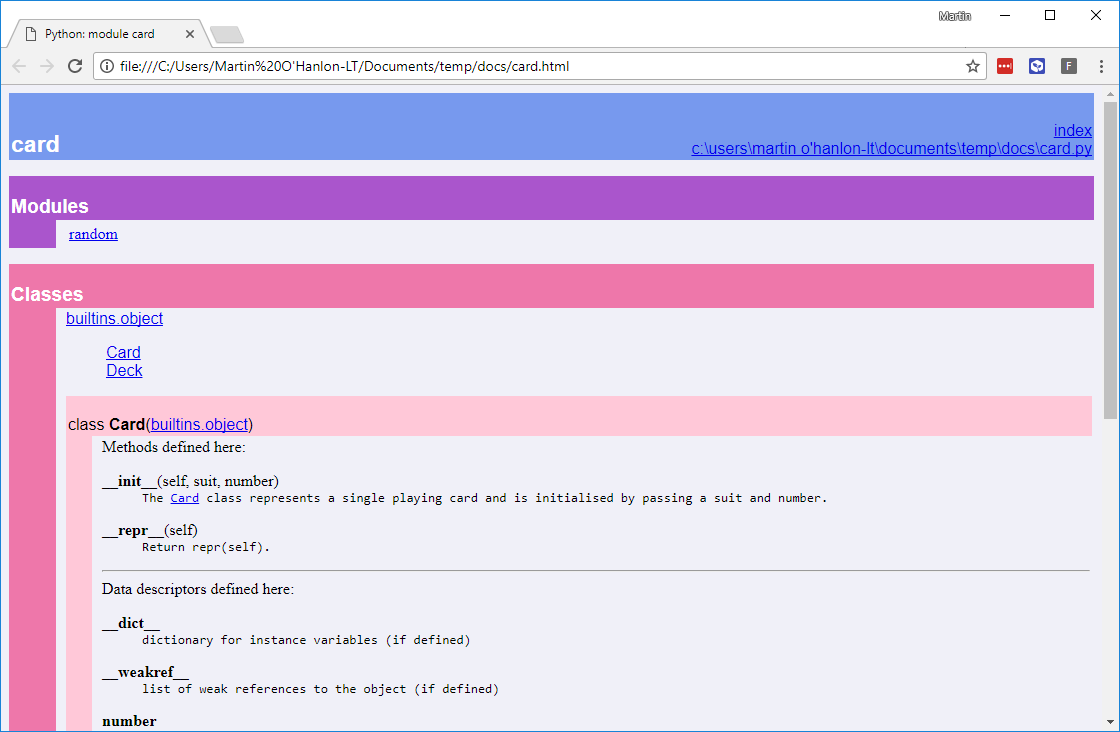 Martin
Python: module card
file:///C:/Users/Martin%20O'Hanlon-LT/Documents/temp/docs/card.html
F
index
card
c:\users\martin o'hanlon-lt\documents\temp\docs\card.py
Modules
random
Classes
builtins.object
Card
Deck
class Card(builtins.object)
Methods defined here:
__init__(self, suit, number)
The Card class represents a single playing card and is initialised by passing a suit and number.
__repr__(self)
Return repr(self).
Data descriptors defined here:
__dict__
dictionary for instance variables (if defined)
__weakref__
list of weak references to the object (if defined)
number